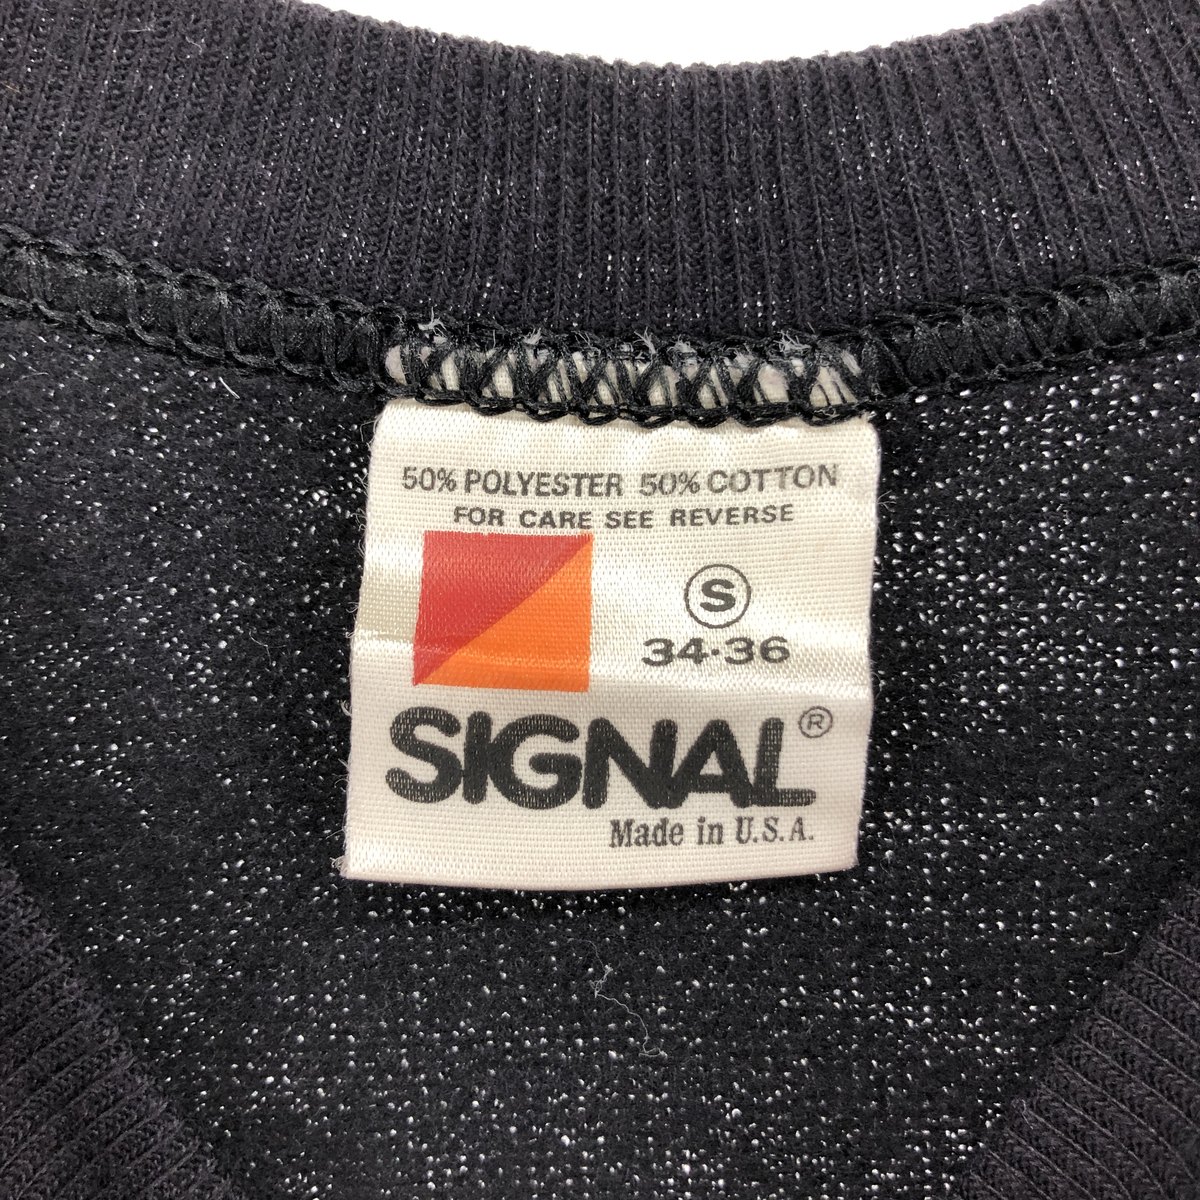 50% POLYESTER 50% COTTON
FOR CARE SEE REVERSE
S
34·36
SIGNAL®
Made in U.S.A.